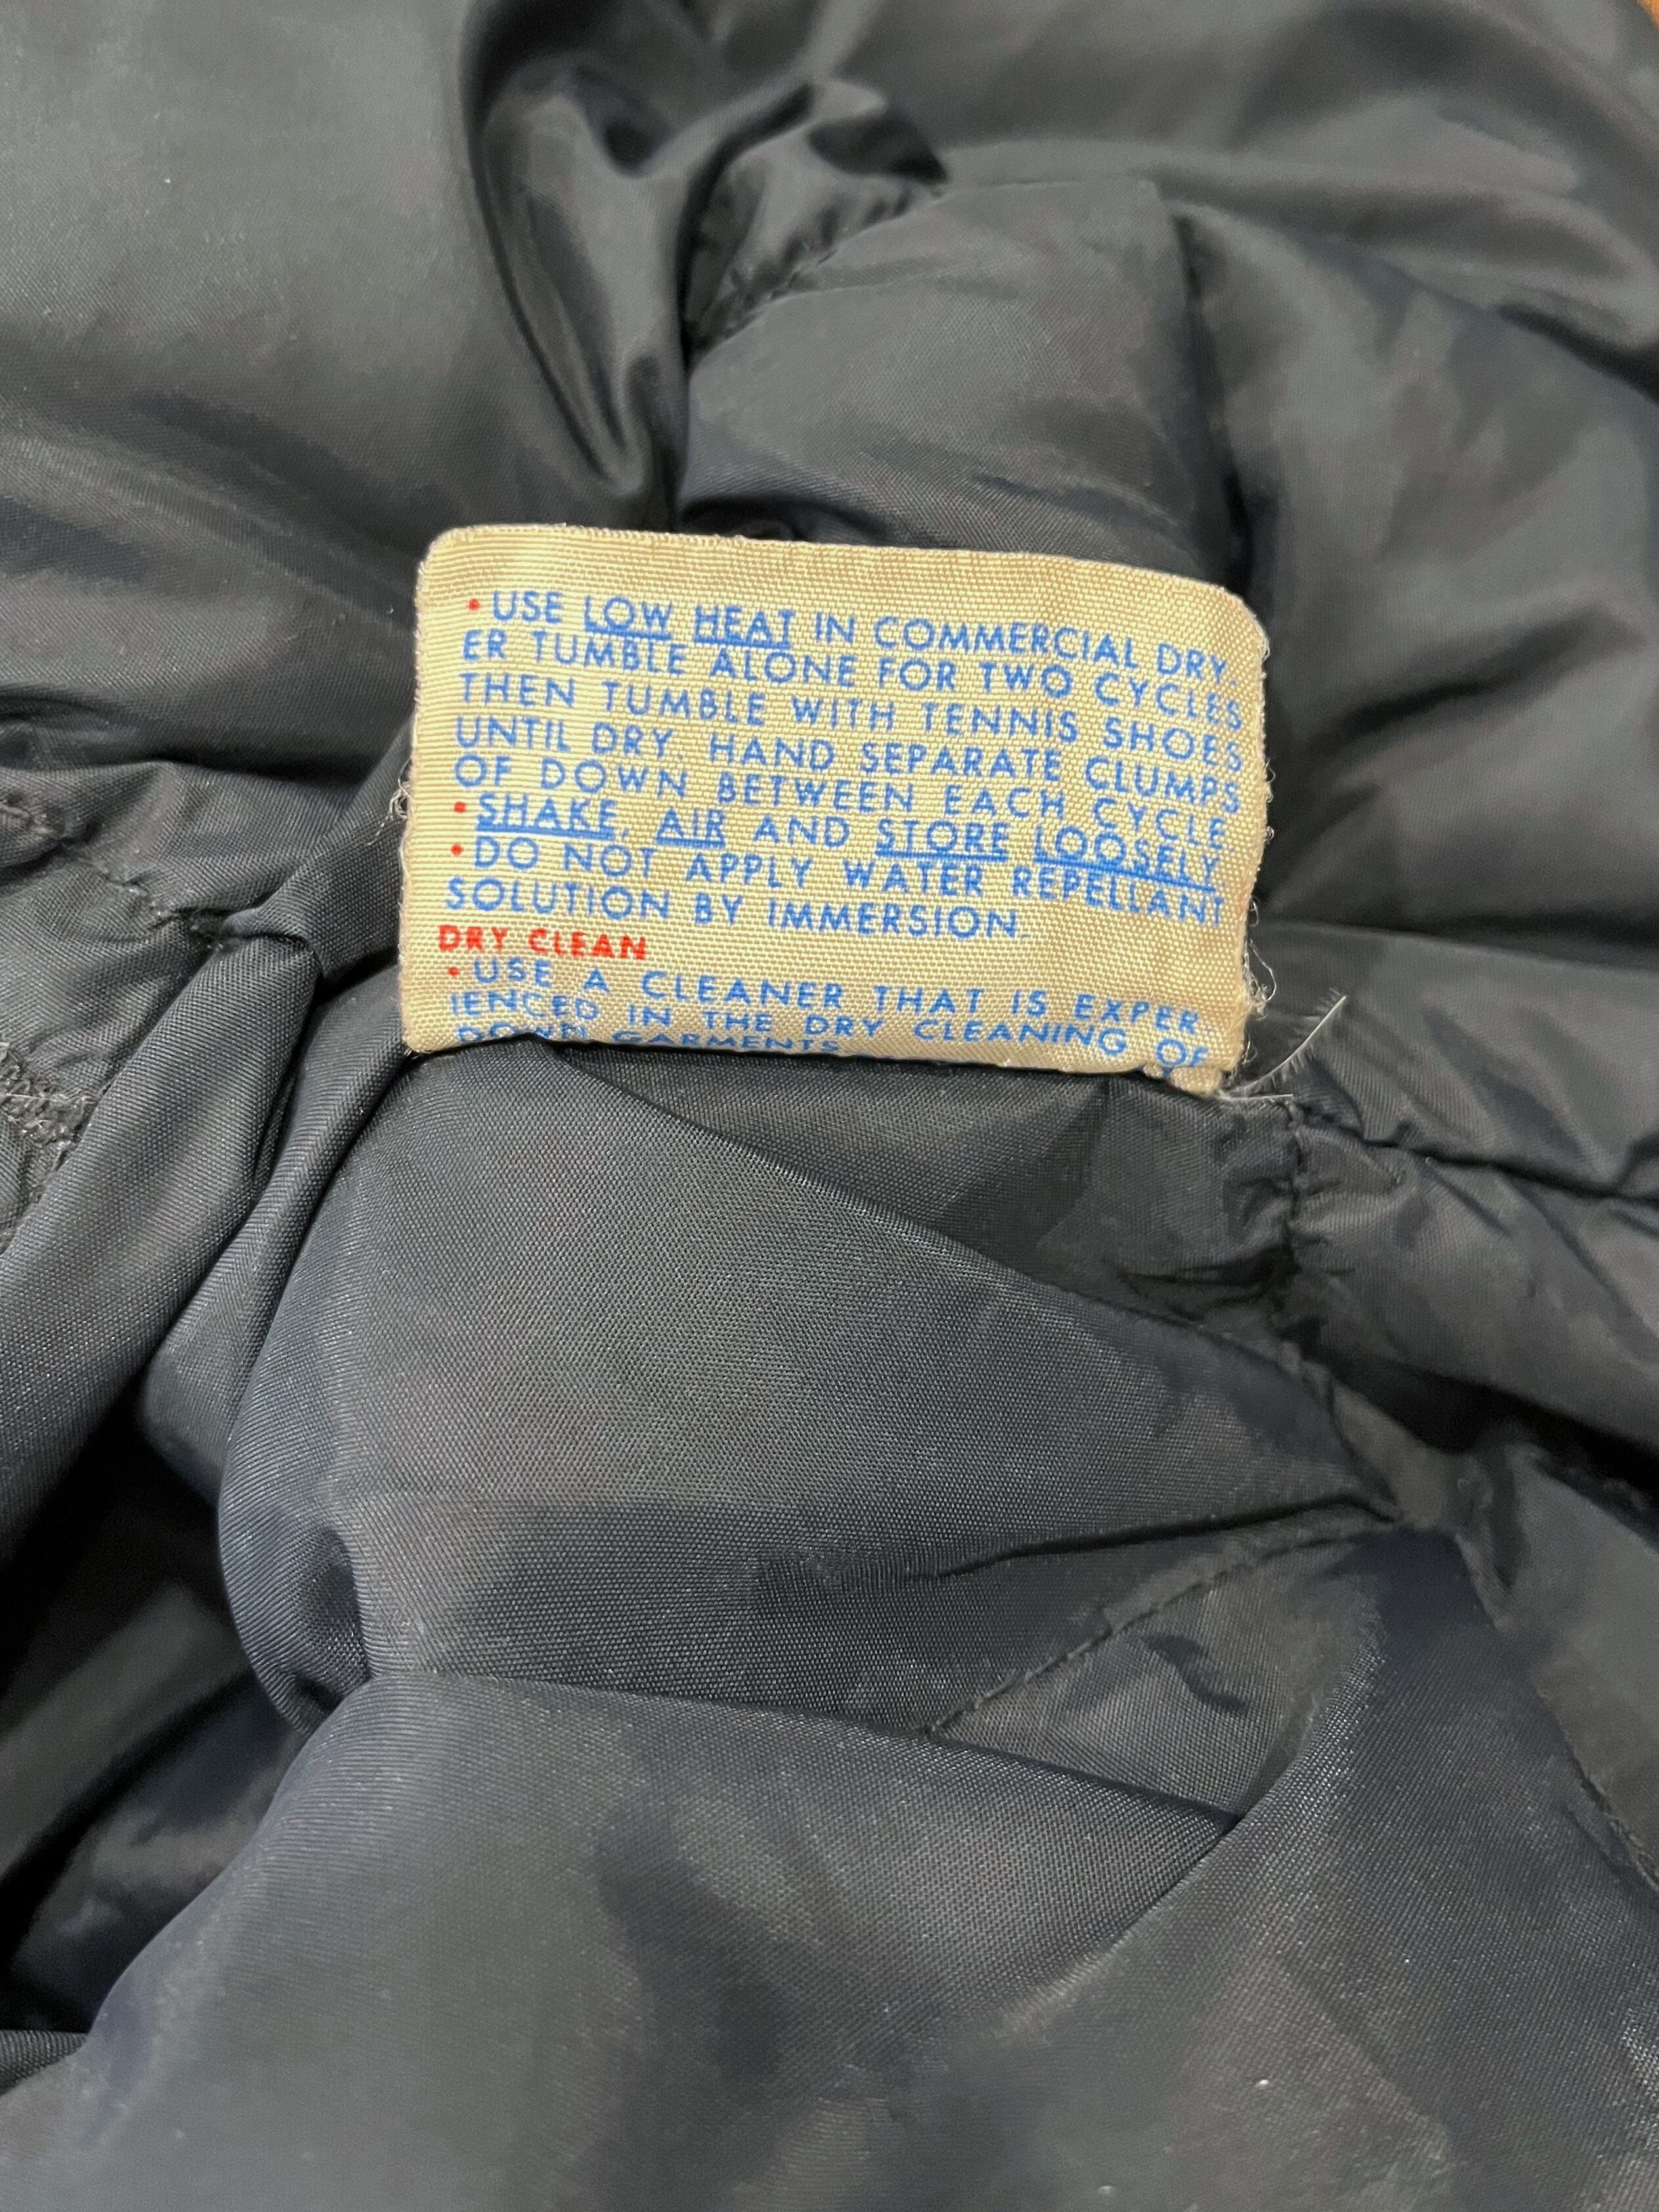 •USE LOW HEAT IN COMMERCIAL DRY
ER TUMBLE ALONE FOR TWO CYCLES
THEN TUMBLE WITH TENNIS SHOES
UNTIL DRY. HAND SEPARATE CLUMPS
OF DOWN BETWEEN EACH CYCLE
•SHAKE, AIR AND STORE LOOSELY.
•DO NOT APPLY WATER REPELLANT
SOLUTION BY IMMERSION.
DRY CLEAN
•USE A CLEANER THAT IS EXPER
IENCED IN THE DRY CLEANING OF
DOWN GARMENTS